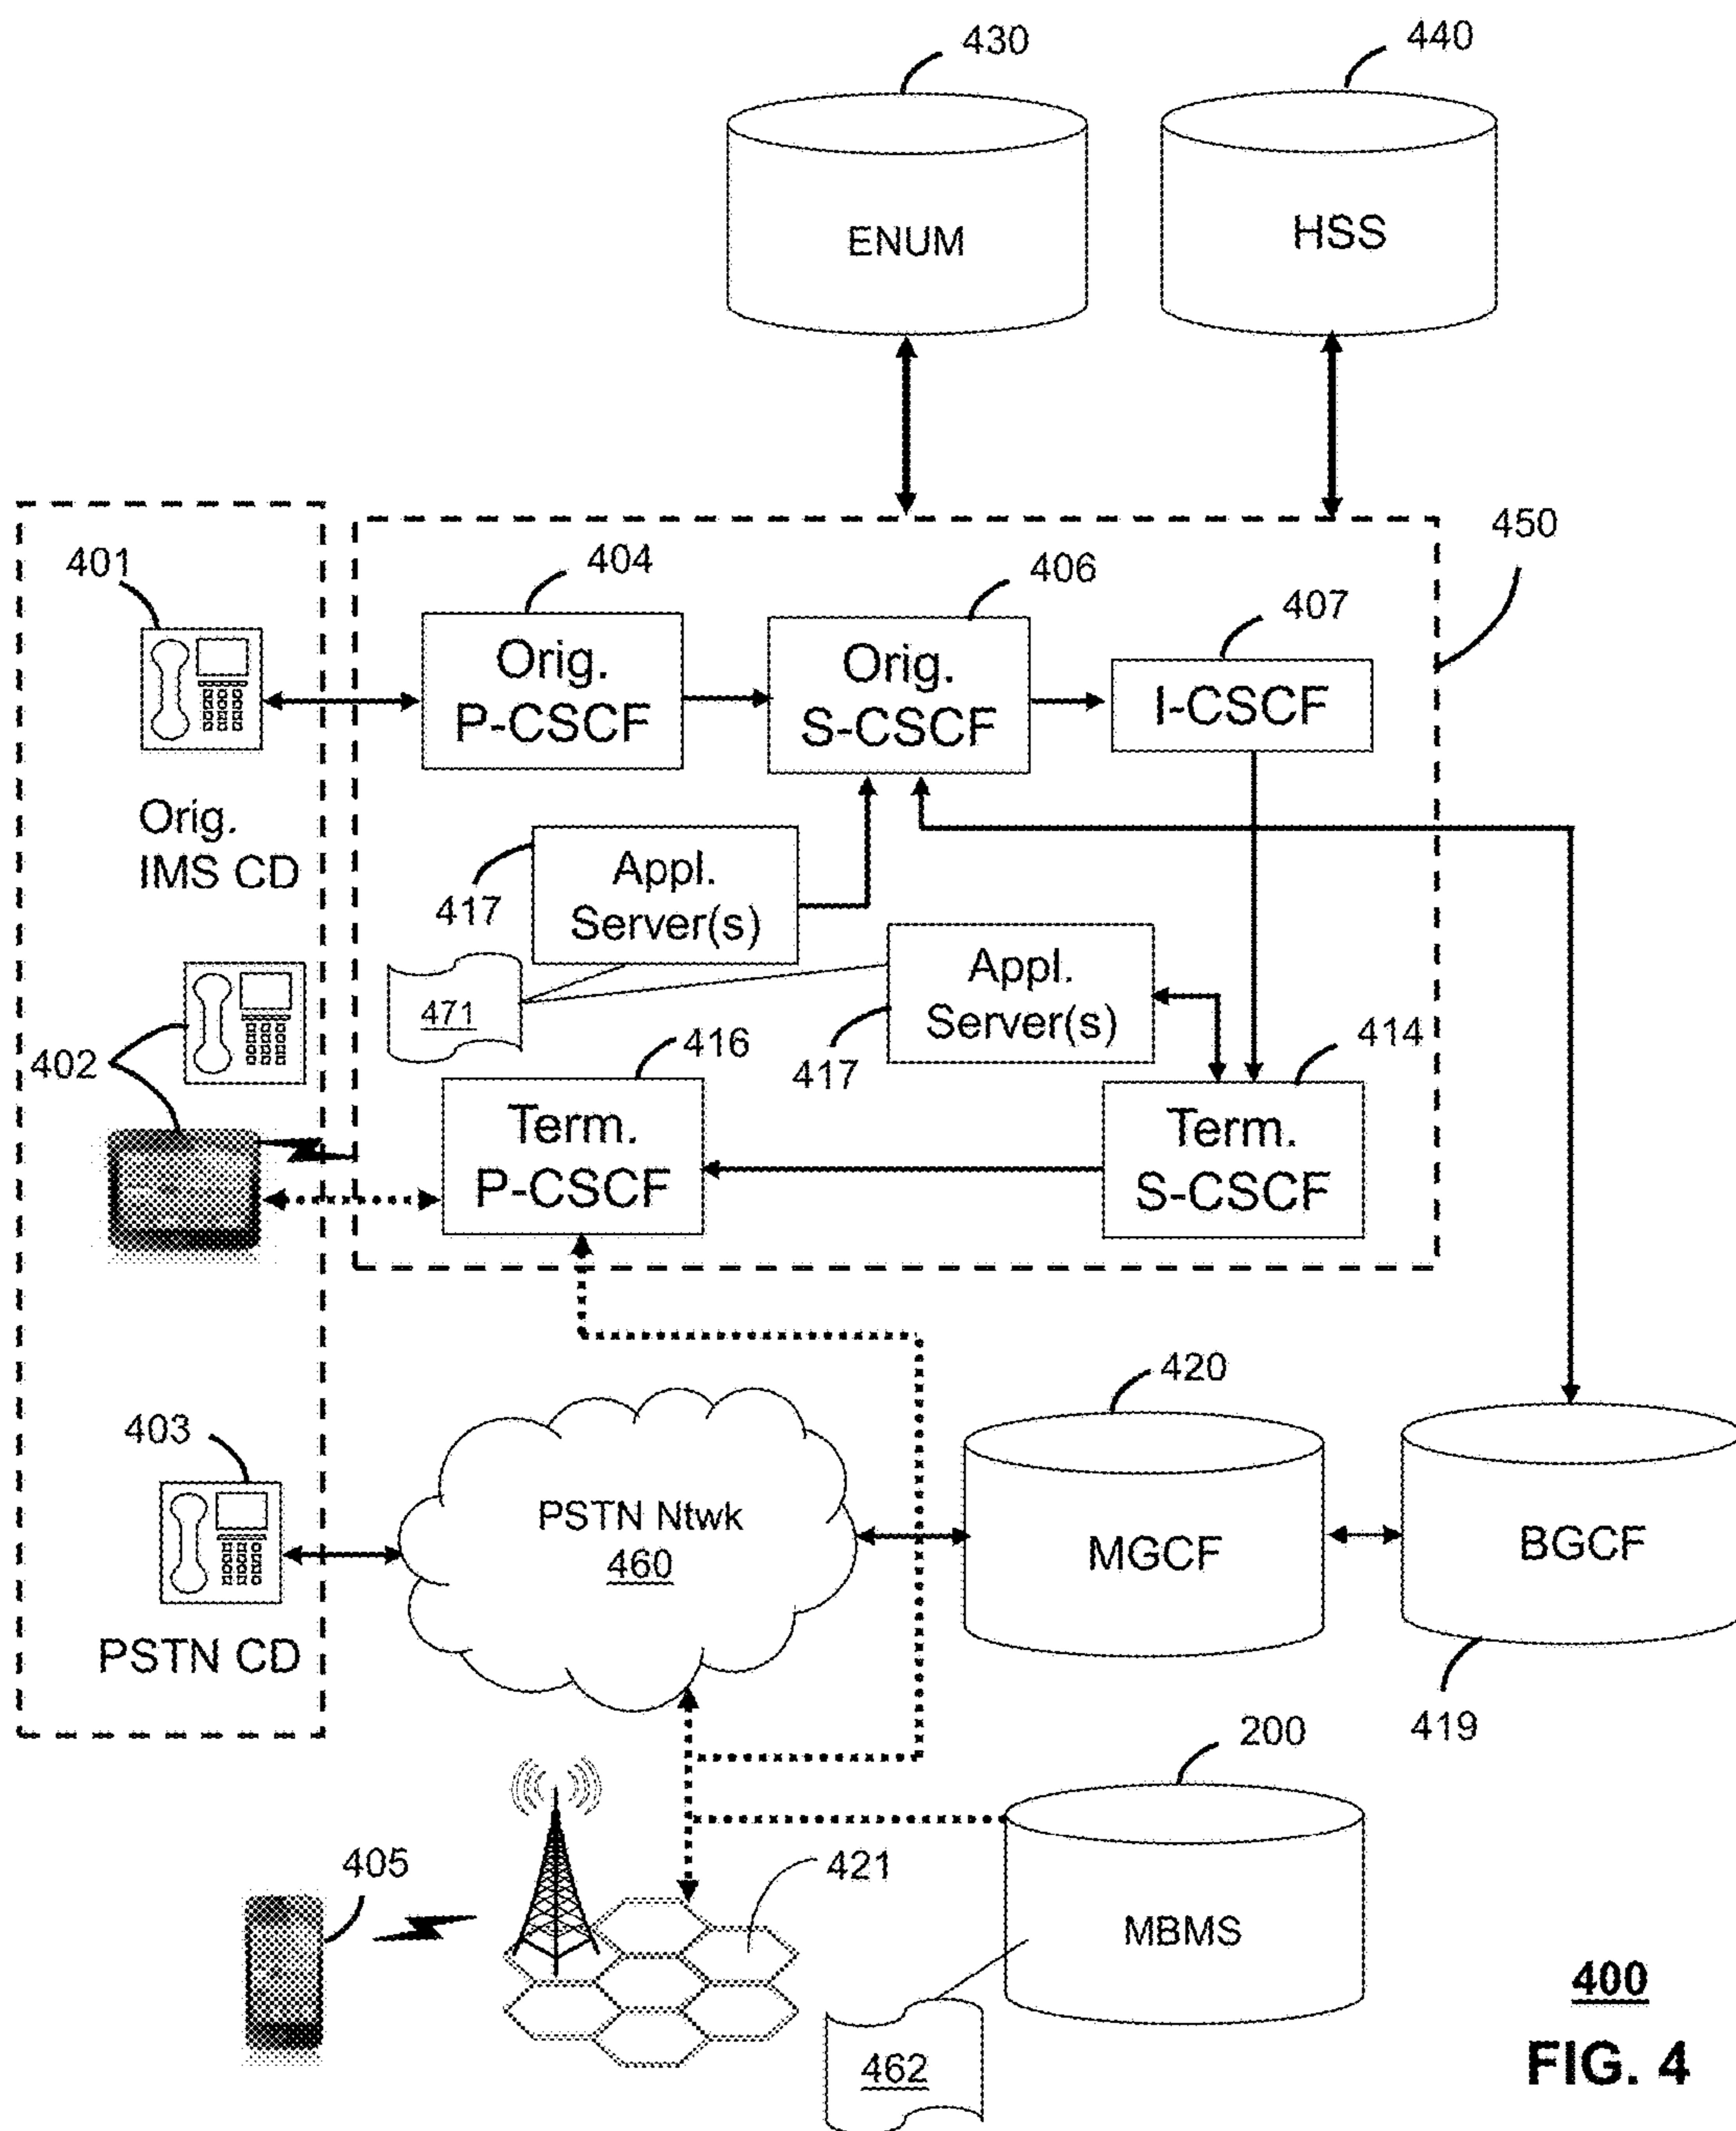 430
440
ENUM
HSS
450
401
404
406
407
Orig.
P-CSCF
Orig.
S-CSCF
I-CSCF
Orig.
IMS CD
417
Appl.
Server(s)
471
Appl.
Server(s)
417
402
416
414
Term.
P-CSCF
Term.
S-CSCF
420
403
PSTN Ntwk
460
MGCF
BGCF
PSTN CD
419
200
405
421
MBMS
462
400
FIG. 4